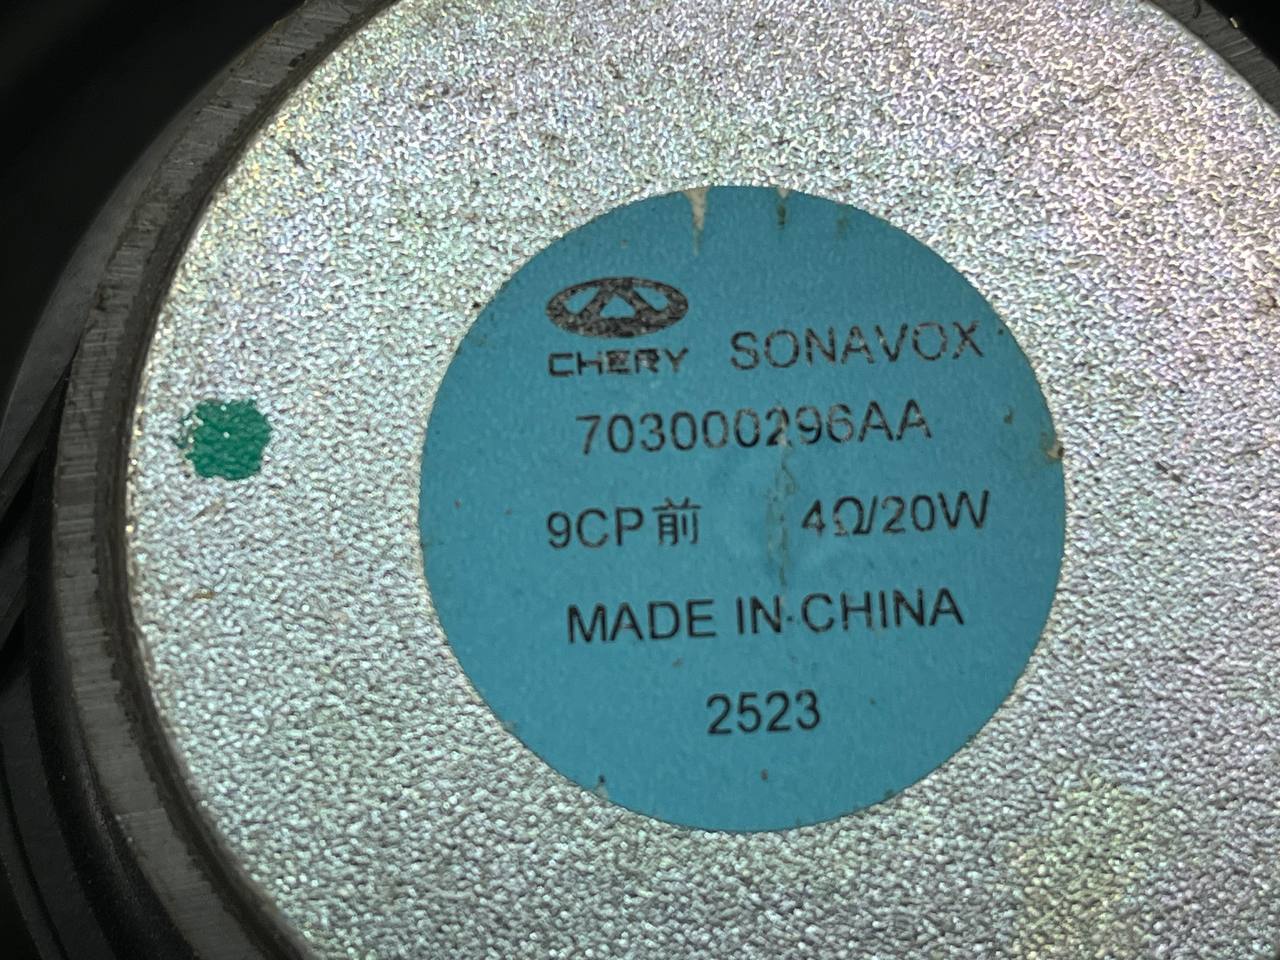 CHERY SONAVOX
703000296AA
9CP前 4Ω/20W
MADE IN CHINA
2523